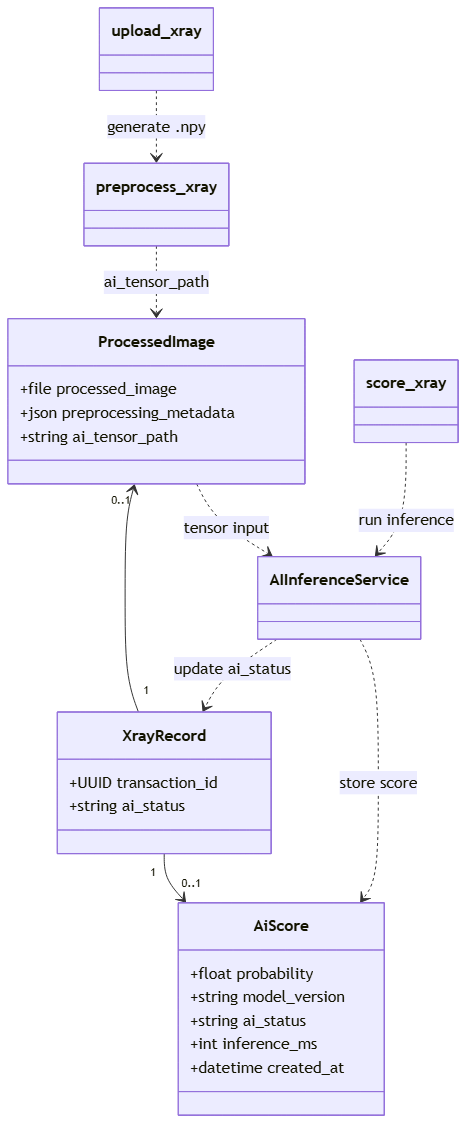 upload_xray
generate .npy
preprocess_xray
ai_tensor_path
ProcessedImage
+file processed_image
+json preprocessing_metadata
+string ai_tensor_path
score_xray
0..1
tensor input
run inference
AIInferenceService
update ai_status
1
XrayRecord
+UUID transaction_id
+string ai_status
store score
1
0..1
AiScore
+float probability
+string model_version
+string ai_status
+int inference_ms
+datetime created_at